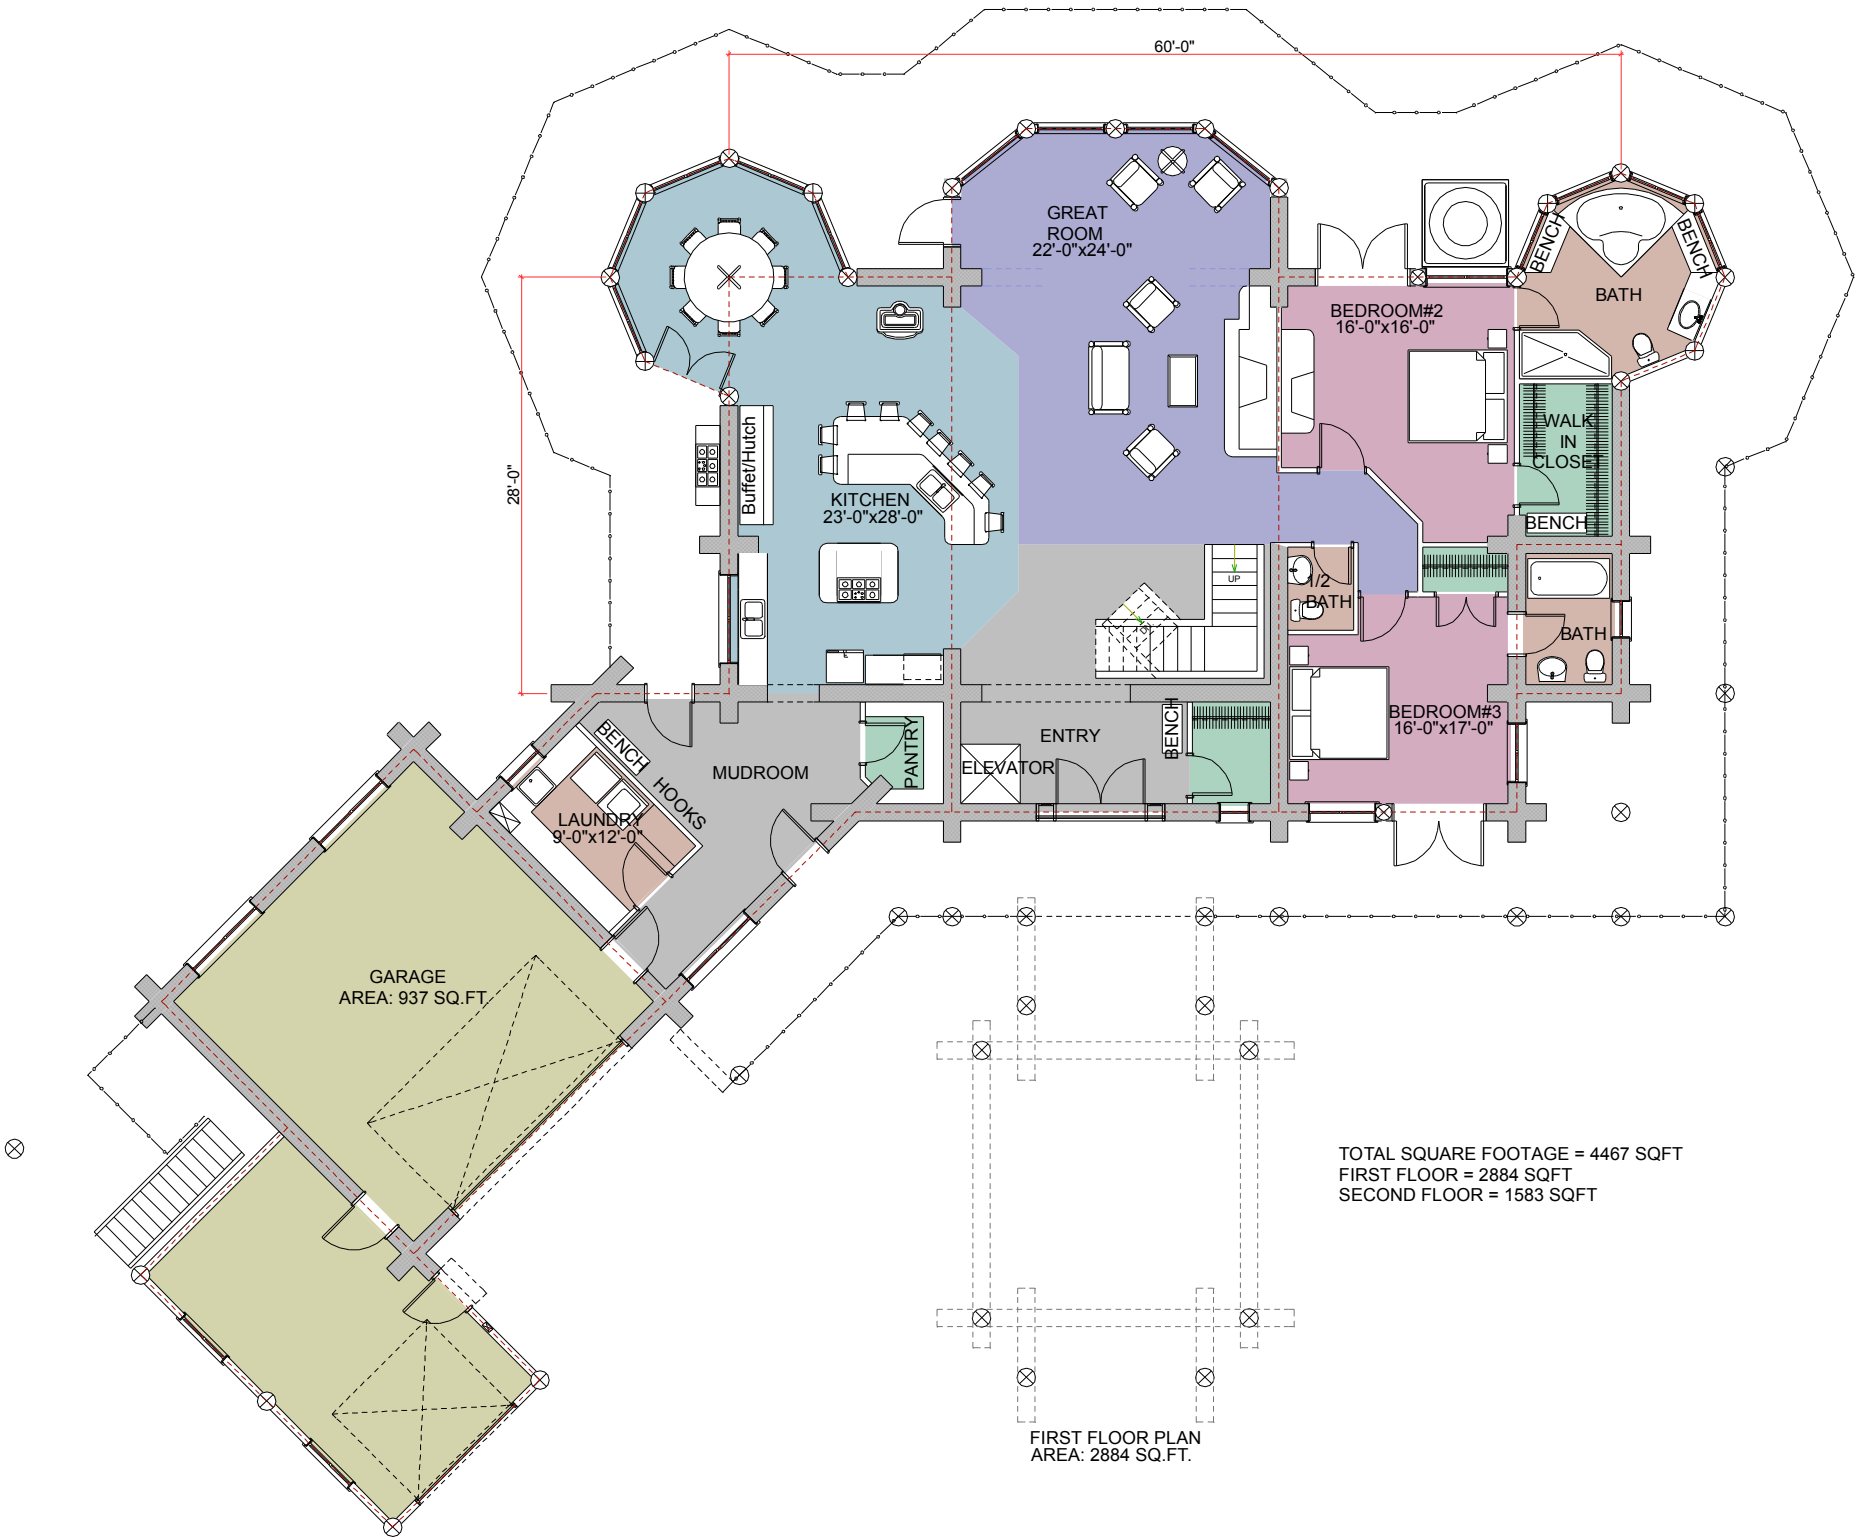 60'-0"
GREAT
ROOM
22'-0"x24'-0"
BENCH
BENCH
BATH
BEDROOM#2
16'-0"x16'-0"
28'-0"
Buffet/Hutch
WALK
IN
CLOSET
KITCHEN
23'-0"x28'-0"
BENCH
UP
1/2
BATH
BATH
BEDROOM#3
16'-0"x17'-0"
BENCH
HOOKS
MUDROOM
PANTRY
ENTRY
BENCH
ELEVATOR
LAUNDRY
9'-0"x12'-0"
GARAGE
AREA: 937 SQ.FT.
TOTAL SQUARE FOOTAGE = 4467 SQFT
FIRST FLOOR = 2884 SQFT
SECOND FLOOR = 1583 SQFT
FIRST FLOOR PLAN
AREA: 2884 SQ.FT.